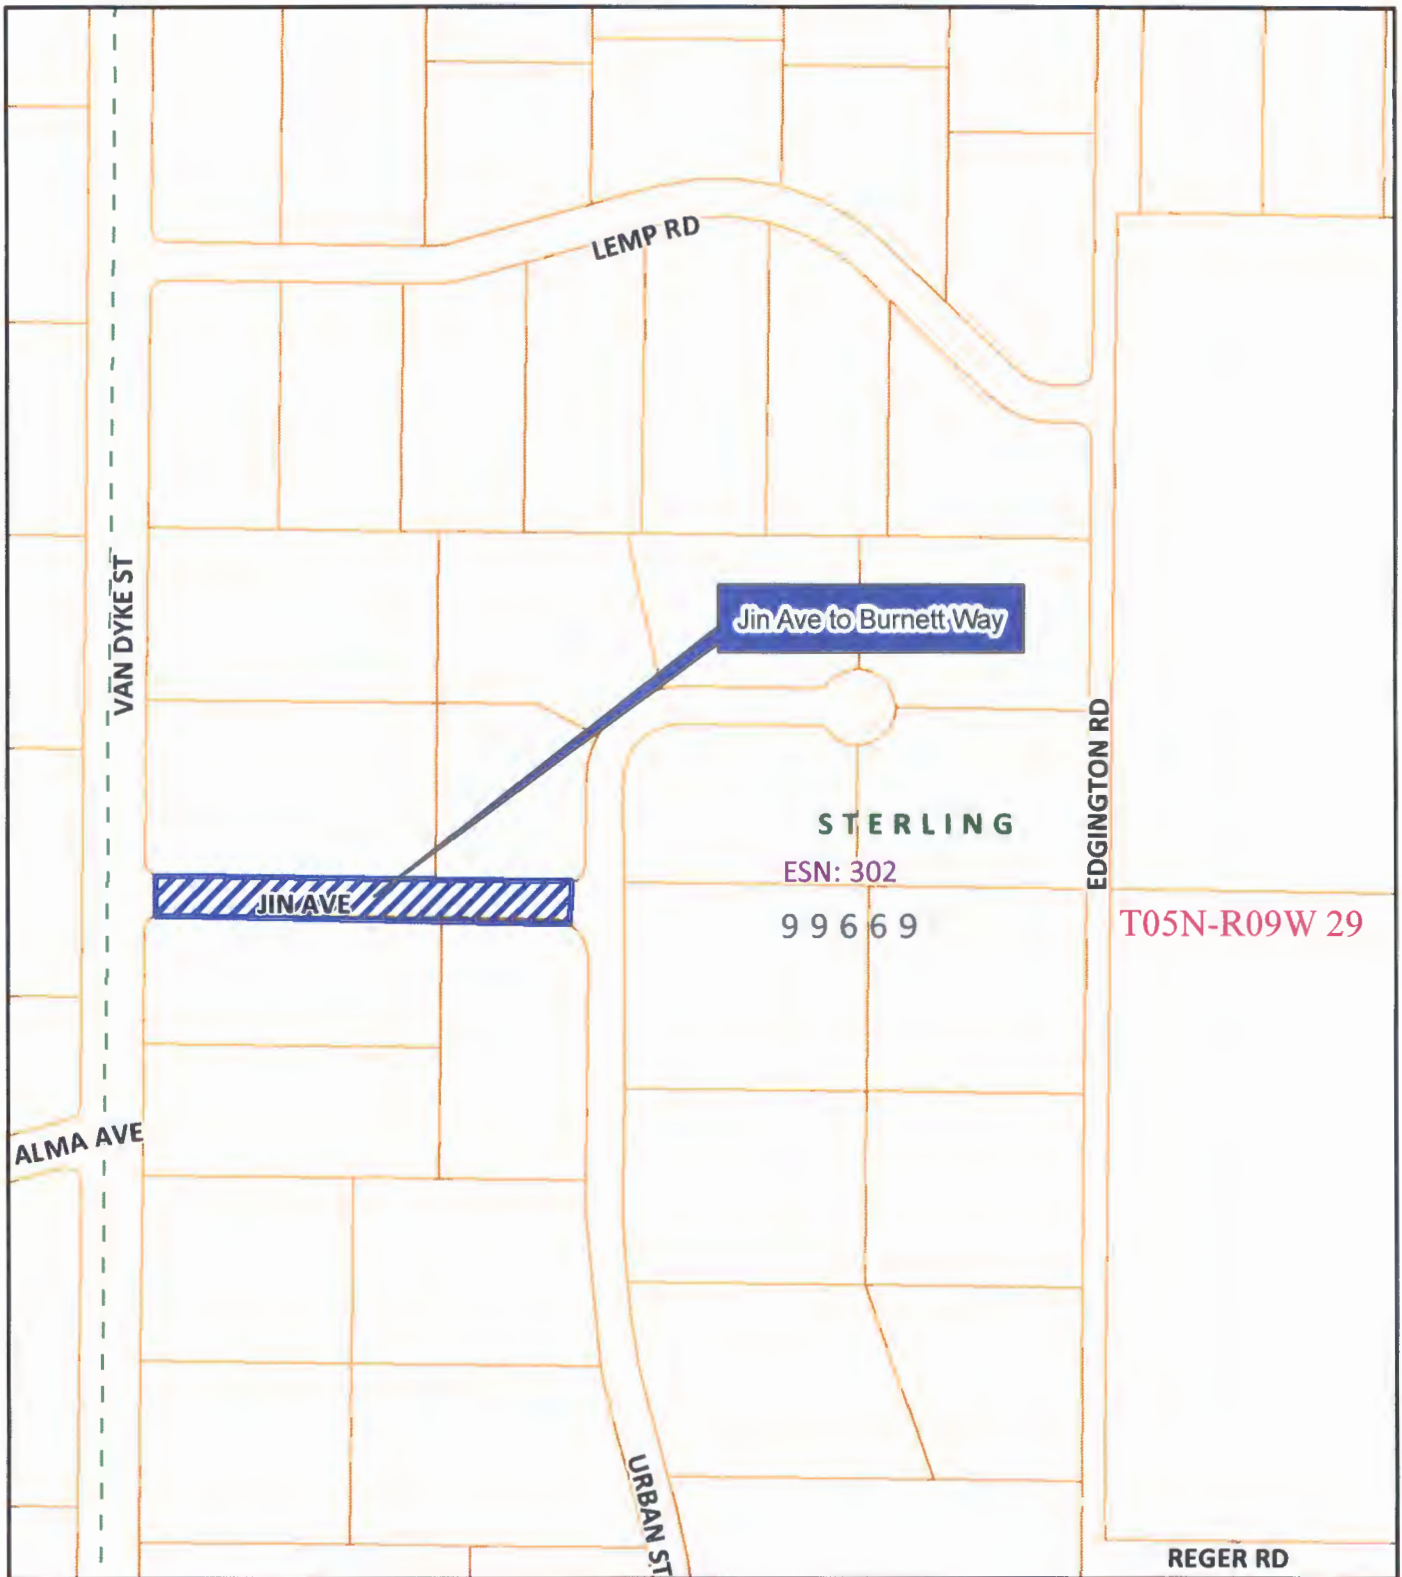 LEMP RD
VAN DYKE ST
Jin Ave to Burnett Way
EDGINGTON RD
STERLING
ESN: 302
JIN AVE
99669
T05N-R09W 29
ALMA AVE
URBAN ST
REGER RD